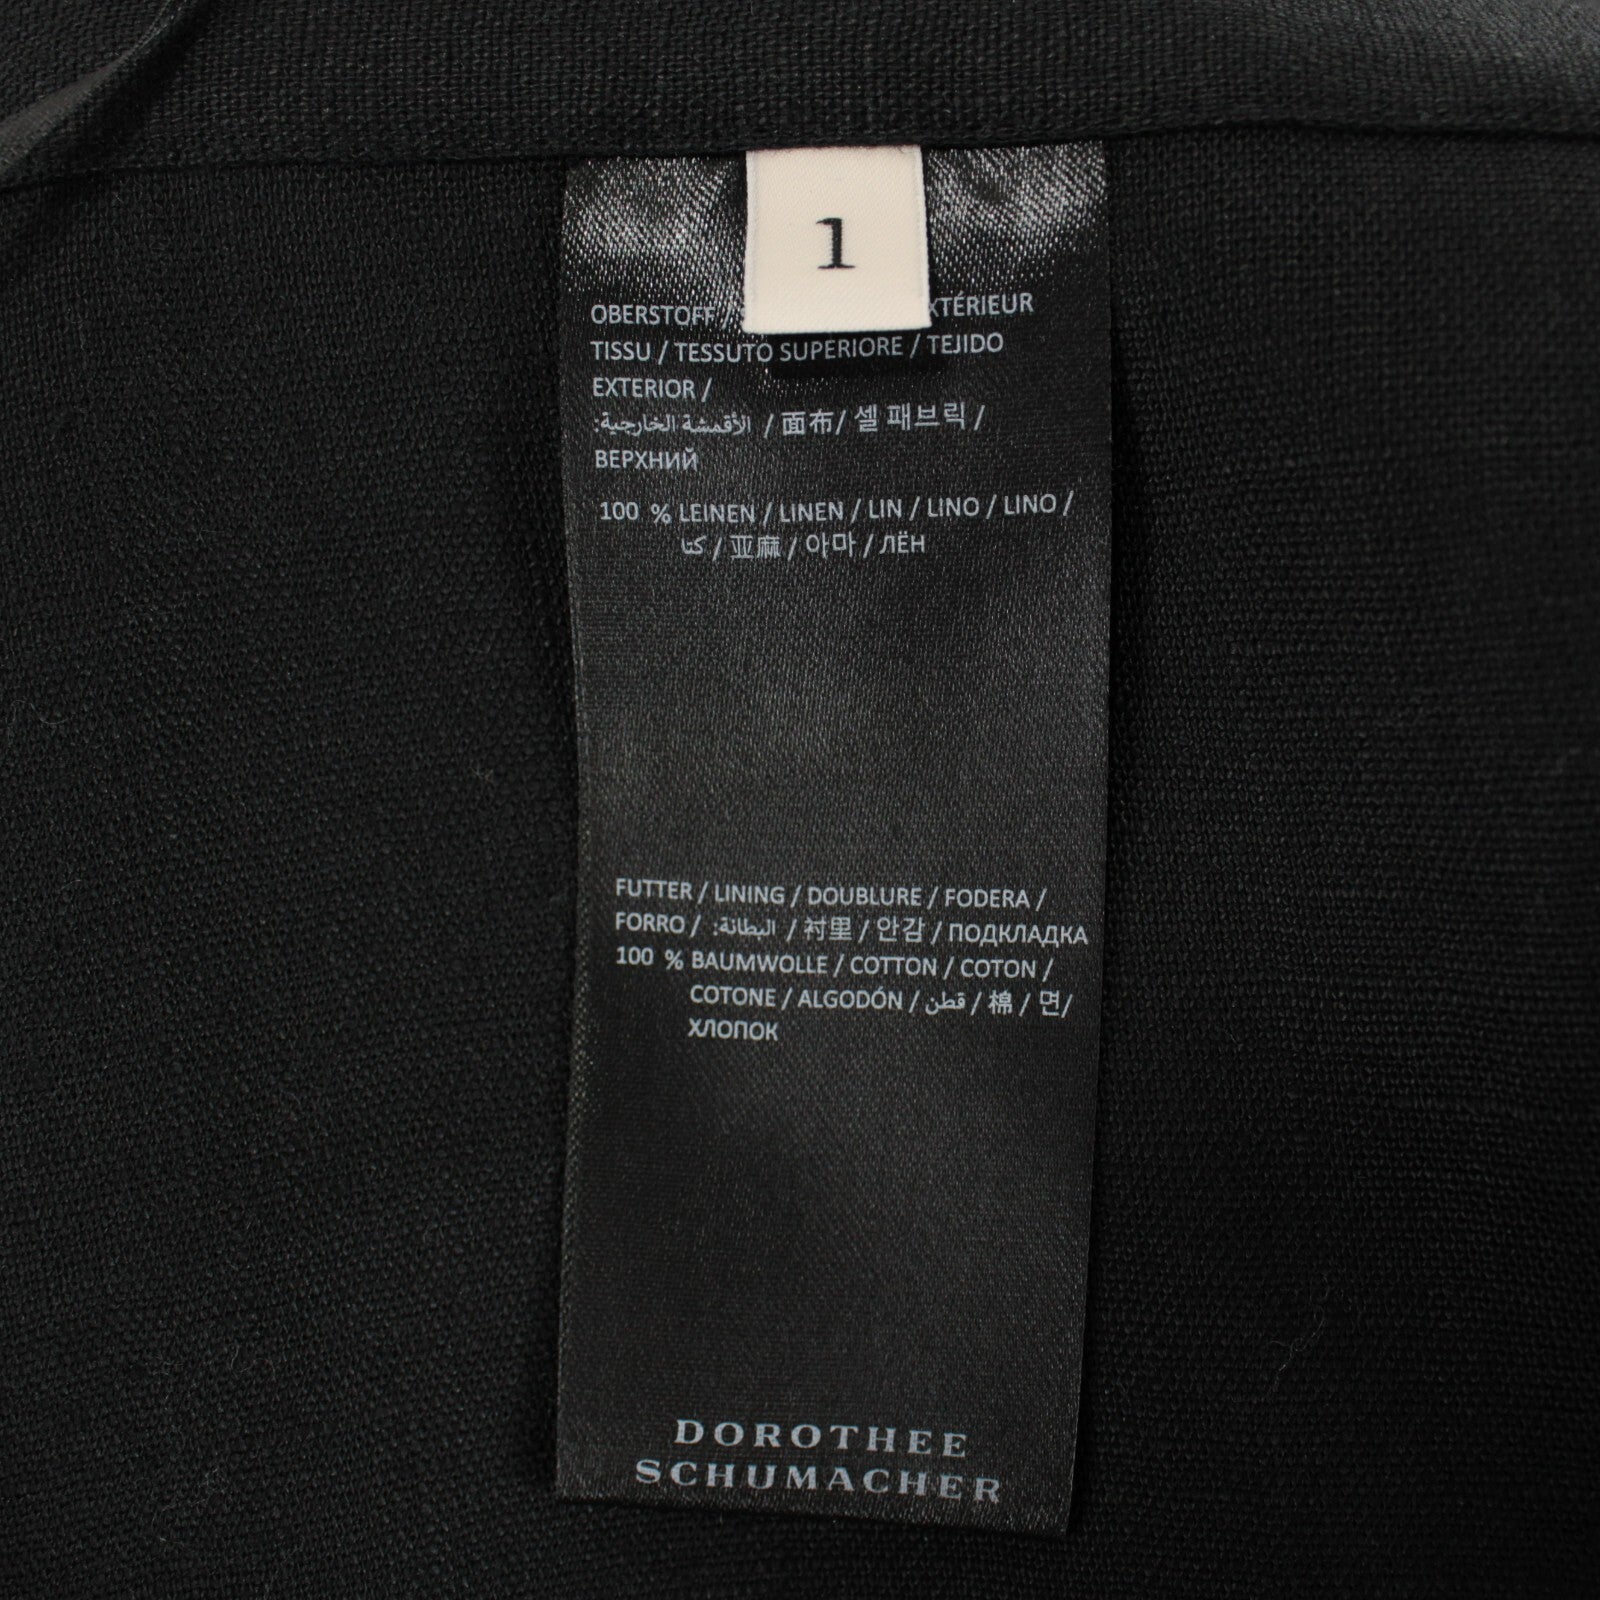 1
OBERSTOFF / XTÉRIEUR
TISSU / TESSUTO SUPERIORE / TEJIDO
EXTERIOR /
الأقمشة الخارجية: / 面布 / 셀 패브릭 /
ВЕРХНИЙ
100 % LEINEN / LINEN / LIN / LINO / LINO /
كتا / 亚麻 / 아마 / ЛЁН
FUTTER / LINING / DOUBLURE / FODERA /
FORRO / البطانة: / 衬里 / 안감 / ПОДКЛАДКА
100 % BAUMWOLLE / COTTON / COTON /
COTONE / ALGODÓN / قطن / 棉 / 면/
ХЛОПОК
DOROTHEE
SCHUMACHER